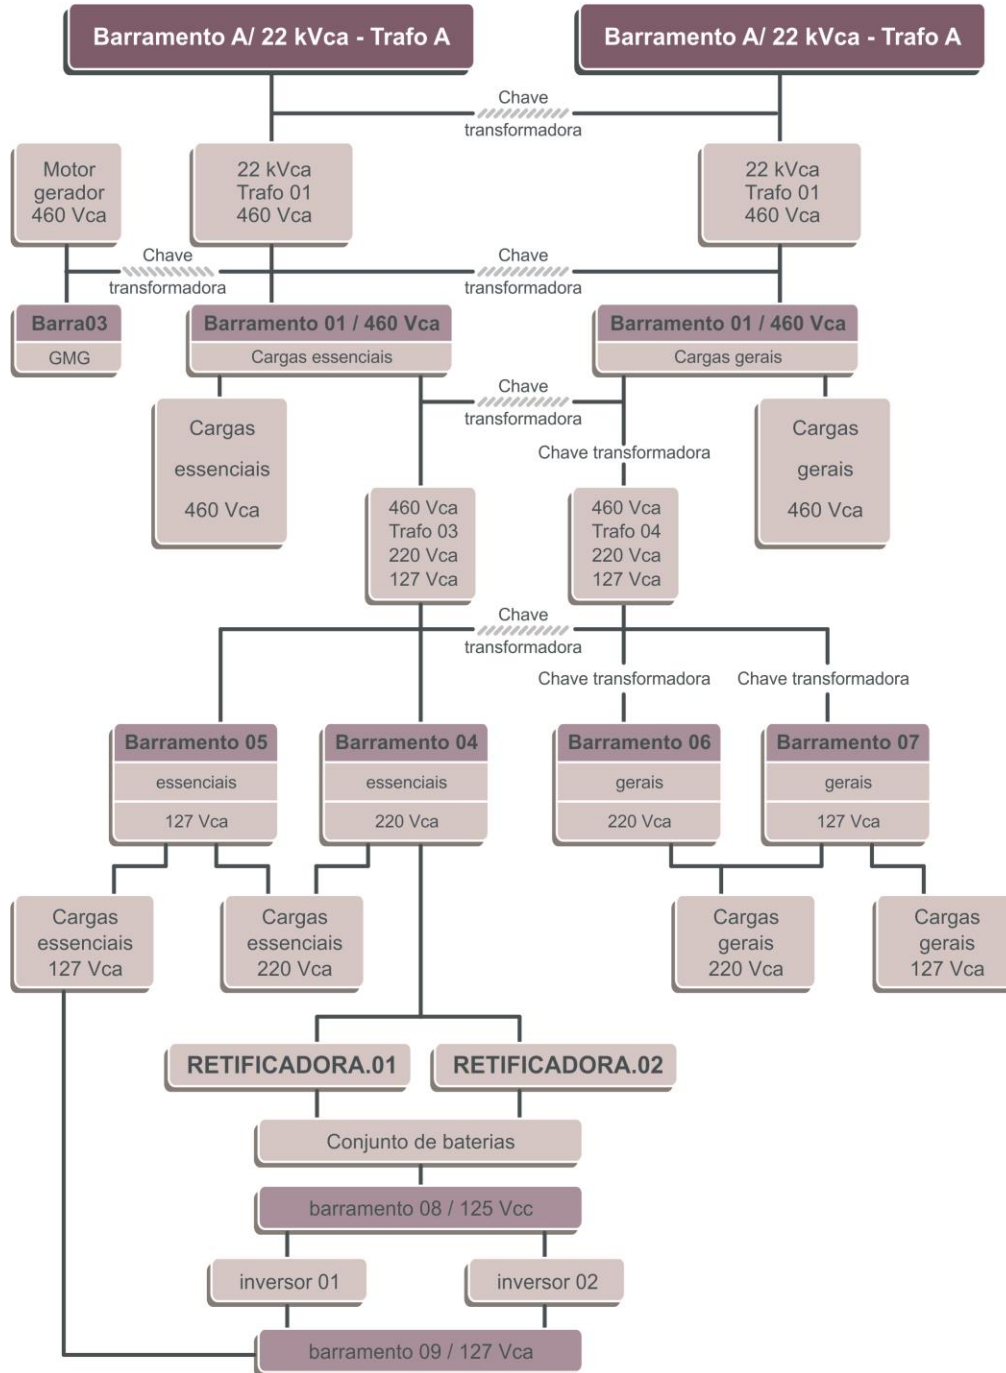 Barramento A/ 22 kVca - Trafo A
Barramento A/ 22 kVca - Trafo A
Chave
transformadora
Motor
gerador
460 Vca
22 kVca
Trafo 01
460 Vca
22 kVca
Trafo 01
460 Vca
Chave
transformadora
Chave
transformadora
Barra03
GMG
Barramento 01 / 460 Vca
Cargas essenciais
Barramento 01 / 460 Vca
Cargas gerais
Chave
transformadora
Cargas
essenciais
460 Vca
Chave transformadora
Cargas
gerais
460 Vca
460 Vca
Trafo 03
220 Vca
127 Vca
460 Vca
Trafo 04
220 Vca
127 Vca
Chave
transformadora
Chave transformadora
Chave transformadora
Barramento 05
essenciais
127 Vca
Barramento 04
essenciais
220 Vca
Barramento 06
gerais
220 Vca
Barramento 07
gerais
127 Vca
Cargas
essenciais
127 Vca
Cargas
essenciais
220 Vca
Cargas
gerais
220 Vca
Cargas
gerais
127 Vca
RETIFICADORA.01
RETIFICADORA.02
Conjunto de baterias
barramento 08 / 125 Vcc
inversor 01
inversor 02
barramento 09 / 127 Vca